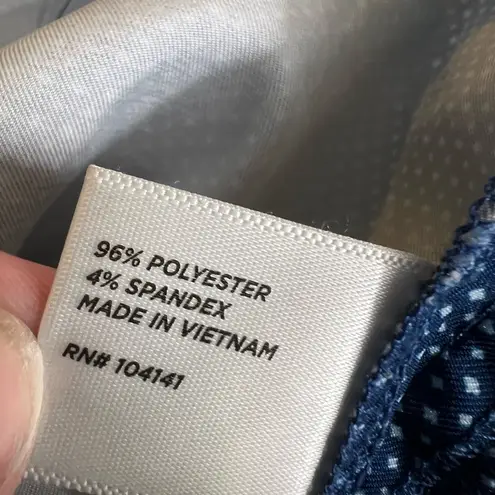 96% POLYESTER
4% SPANDEX
MADE IN VIETNAM
RN# 104141